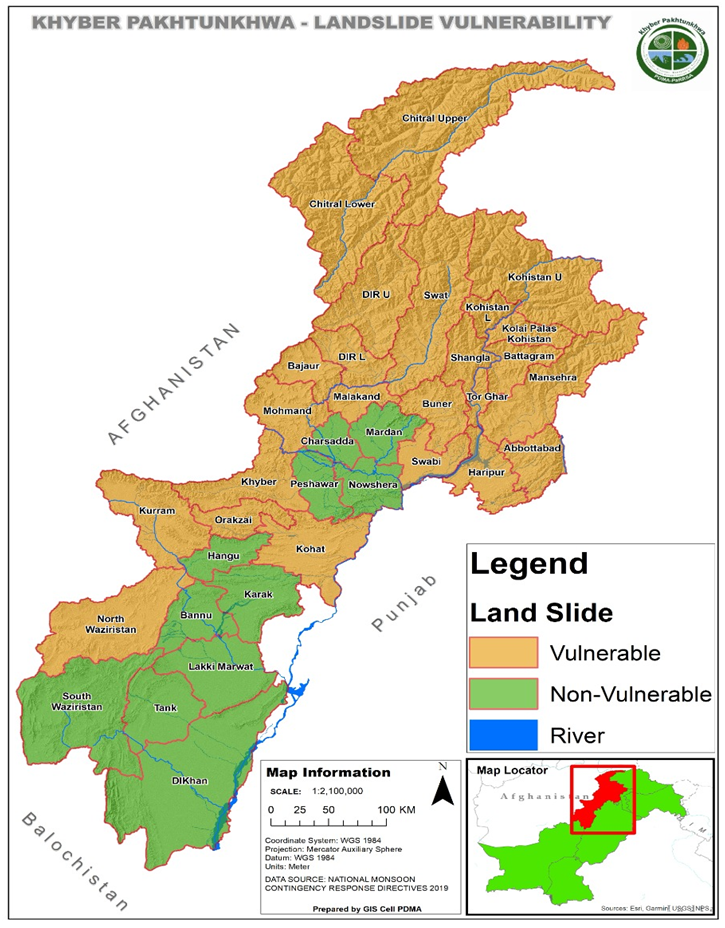 KHYBER PAKHTUNKHWA - LANDSLIDE VULNERABILITY
Khyber Pakhtunkhwa
Chitral Upper
Chitral Lower
Kohistan U
DIR U
Swat
Kohistan
L
Kolai Palas
Kohistan
DIR L
Shangla
Battagram
Bajaur
Mansehra
Malakand
Tor Ghar
Buner
Mohmand
Mardan
Charsadda
Abbottabad
Swabi
Haripur
Khyber
Peshawar
Nowshera
Kurram
Orakzai
Kohat
Hangu
Karak
Bannu
North
Waziristan
Lakki Marwat
South
Waziristan
Tank
DIKhan
AFGHANISTAN
Punjab
Balochistan
Legend
Land Slide
Vulnerable
Non-Vulnerable
River
Map Information
SCALE: 1:2,100,000
0 25 50 100 KM
N
Coordinate System: WGS 1984
Projection: Mercator Auxiliary Sphere
Datum: WGS 1984
Units: Meter
DATA SOURCE: NATIONAL MONSOON
CONTINGENCY RESPONSE DIRECTIVES 2019
Prepared by GIS Cell PDMA
Map Locator
Afghanistan
Sources: Esri, Garmin, USGS, NPS